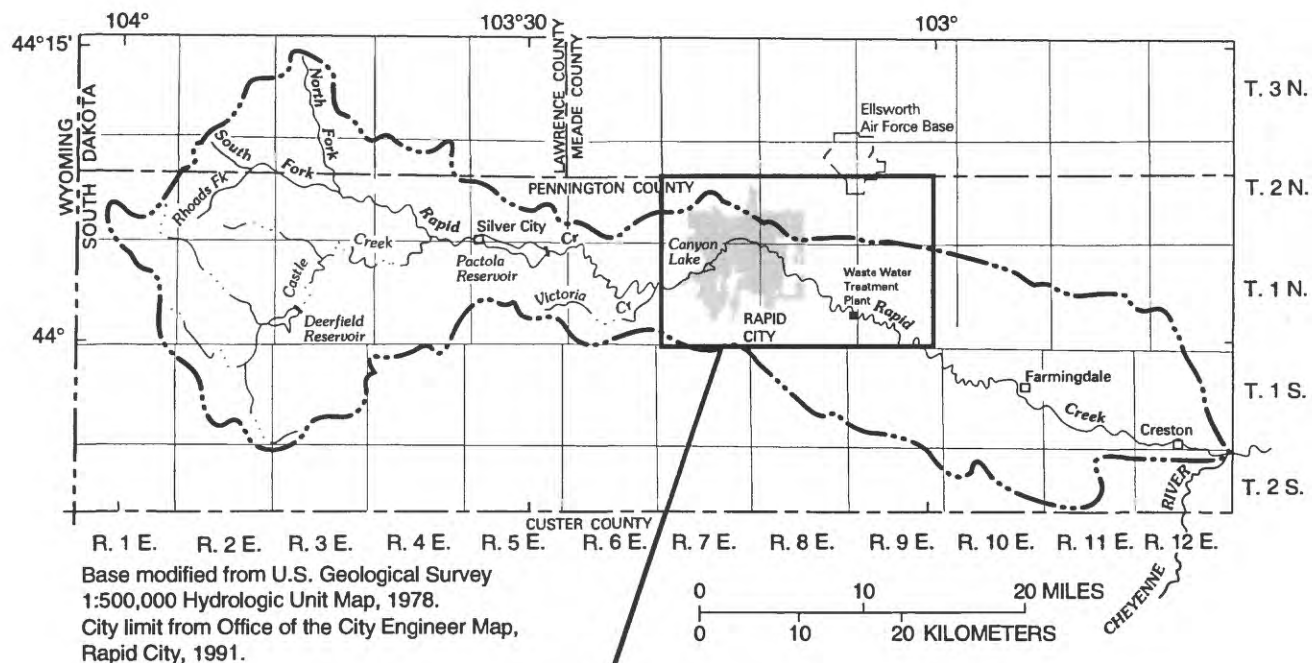 104°
103°30
103°
44°15'
WYOMING
SOUTH DAKOTA
LAWRENCE COUNTY
MEADE COUNTY
T. 3 N.
North
Fork
Ellsworth
Air Force Base
South
Fork
Rhoads Fk
PENNINGTON COUNTY
T. 2 N.
Rapid
Silver City
Cr
Creek
Castle
Pactola
Reservoir
Canyon
Lake
Waste Water
Treatment
Plant
Rapid
T. 1 N.
Victoria
Cr
Deerfield
Reservoir
RAPID
CITY
44°
Farmingdale
T. 1 S.
Creek
Creston
T. 2 S.
CUSTER COUNTY
CHEYENNE RIVER
R. 1 E. R. 2 E. R. 3 E. R. 4 E. R. 5 E. R. 6 E. R. 7 E. R. 8 E. R. 9 E. R. 10 E. R. 11 E. R. 12 E.
Base modified from U.S. Geological Survey
1:500,000 Hydrologic Unit Map, 1978.
City limit from Office of the City Engineer Map,
Rapid City, 1991.
0 10 20 MILES
0 10 20 KILOMETERS